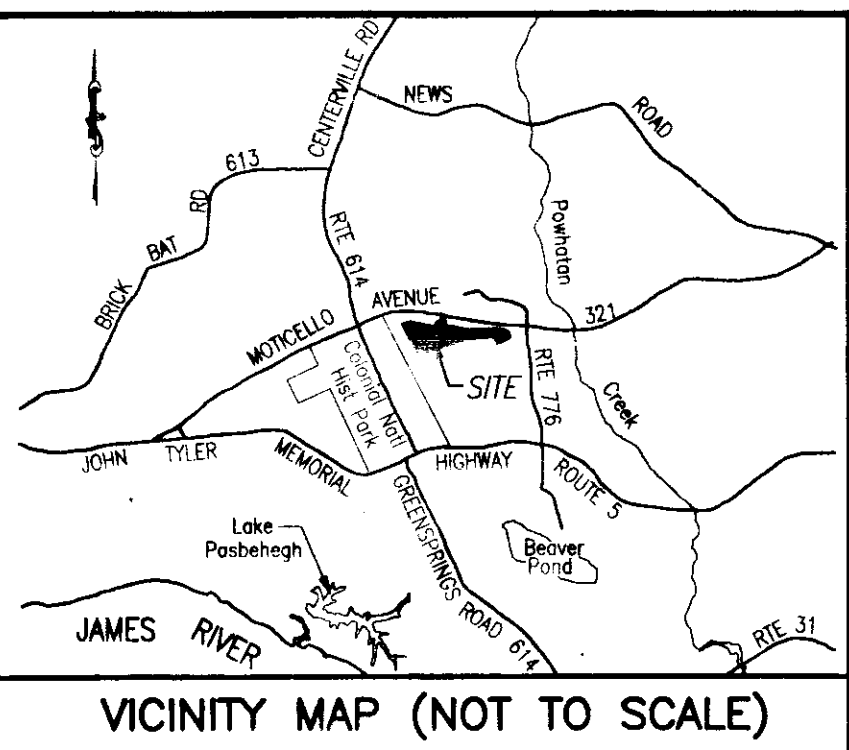 CENTERVILLE RD
NEWS ROAD
613
BRICK BAT RD
RTE 614
Powhatan Creek
MOTICELLO AVENUE
321
Colonial Natl
Hist Park
SITE
RTE 776
JOHN TYLER MEMORIAL HIGHWAY ROUTE 5
GREENSPRINGS ROAD 614
Lake
Pasbehegh
Beaver
Pond
JAMES RIVER
RTE 31
VICINITY MAP (NOT TO SCALE)